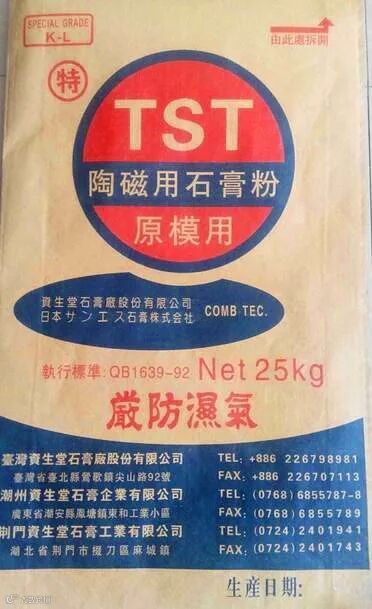 SPECIAL GRADE
K-L
由此處拆開
特
TST
陶磁用石膏粉
原模用
資生堂石膏廠股份有限公司
日本サンエス石膏株式会社
COMB TEC.
執行標準:QB1639-92 Net 25kg
严防濕氣
臺灣資生堂石膏廠股份有限公司 TEL: +886 226798981
臺灣省臺北縣鶯歌鎮尖山路92號 FAX: +886 226707113
潮州資生堂石膏企業有限公司 TEL: (0768)6855787-8
廣東省潮安縣鳳塘鎮東和工業小區 FAX: (0768)6855789
荆門資生堂石膏工業有限公司 TEL: (0724)2401941
湖北省荆門市掇刀區麻城鎮 FAX: (0724)2401743
生産日期: